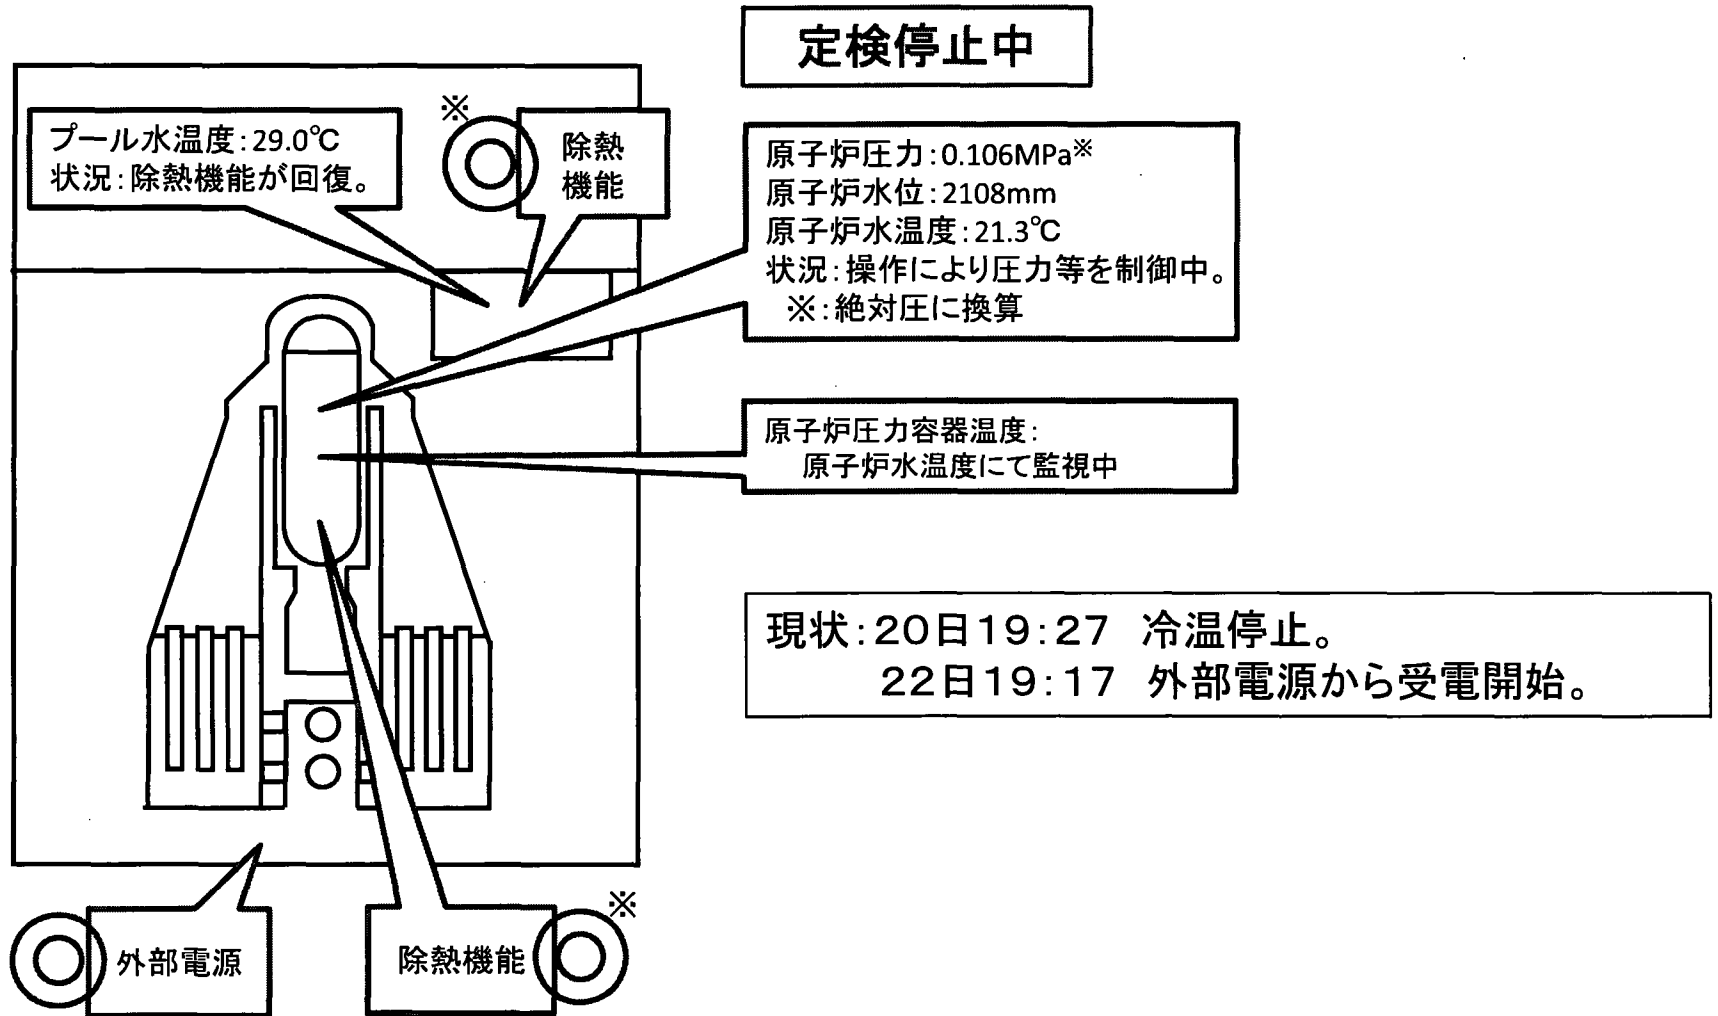 定検停止中
プール水温度：29.0℃
状況：除熱機能が回復。
※
除熱
機能
原子炉圧力：0.106MPa※
原子炉水位：2108mm
原子炉水温度：21.3℃
状況：操作により圧力等を制御中。
※：絶対圧に換算
原子炉圧力容器温度：
原子炉水温度にて監視中
現状：20日19：27 冷温停止。
22日19：17 外部電源から受電開始。
外部電源
除熱機能
※